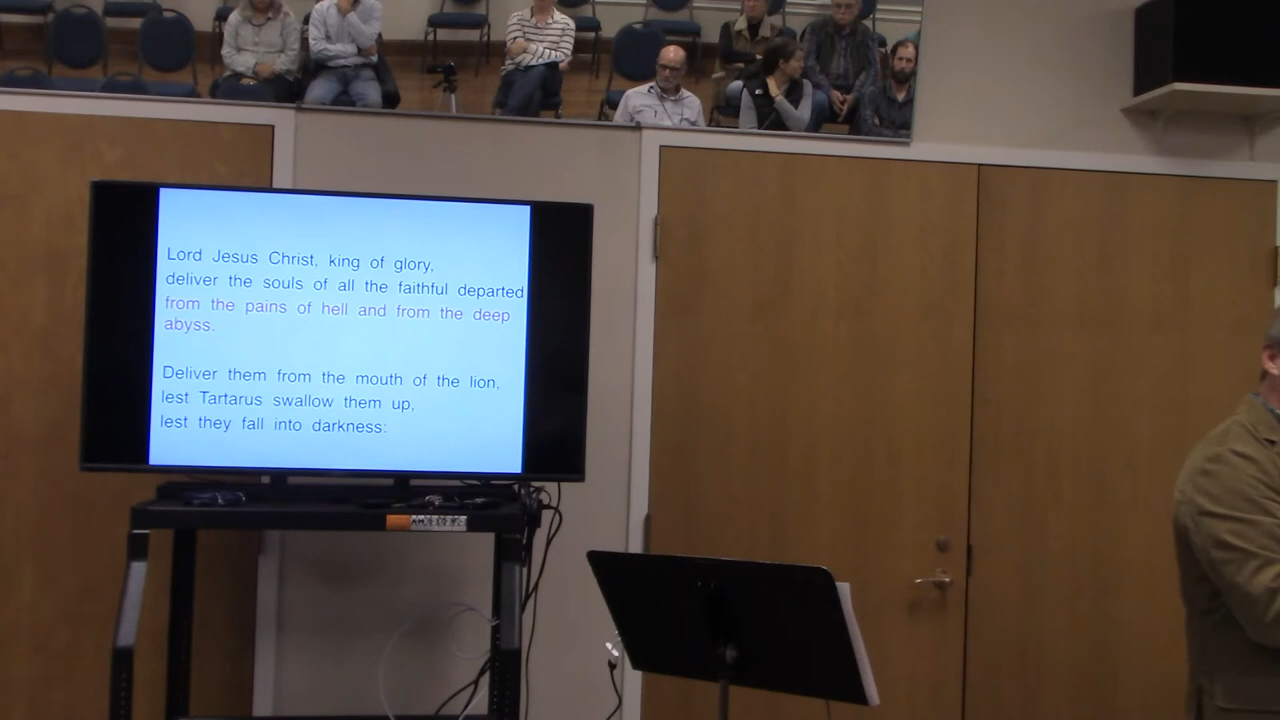 Lord Jesus Christ, king of glory,
deliver the souls of all the faithful departed
from the pains of hell and from the deep
abyss.
Deliver them from the mouth of the lion,
lest Tartarus swallow them up,
lest they fall into darkness: